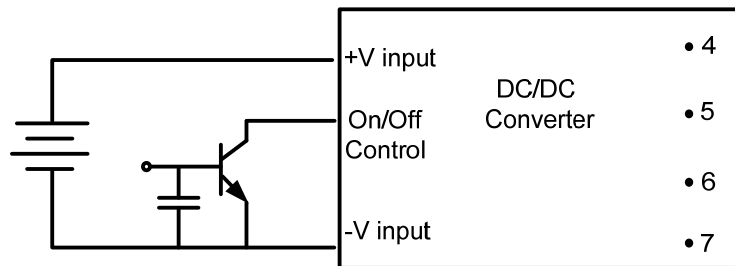 +V input
On/Off
Control
-V input
DC/DC
Converter
4
5
6
7